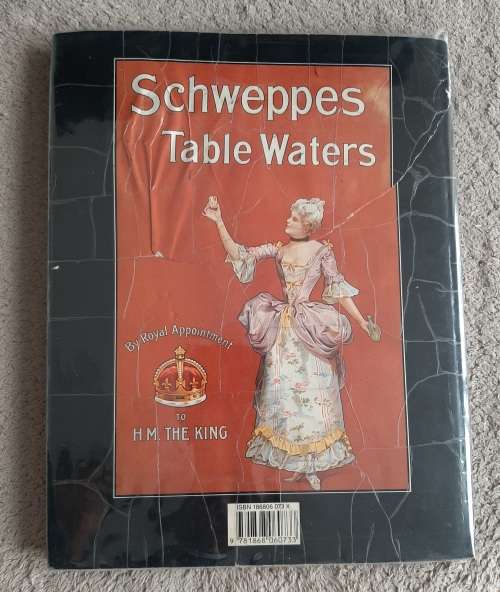 Schweppes
Table Waters
By Royal Appointment
TO
H.M. THE KING
ISBN 186806 073 X
9 781868 060733